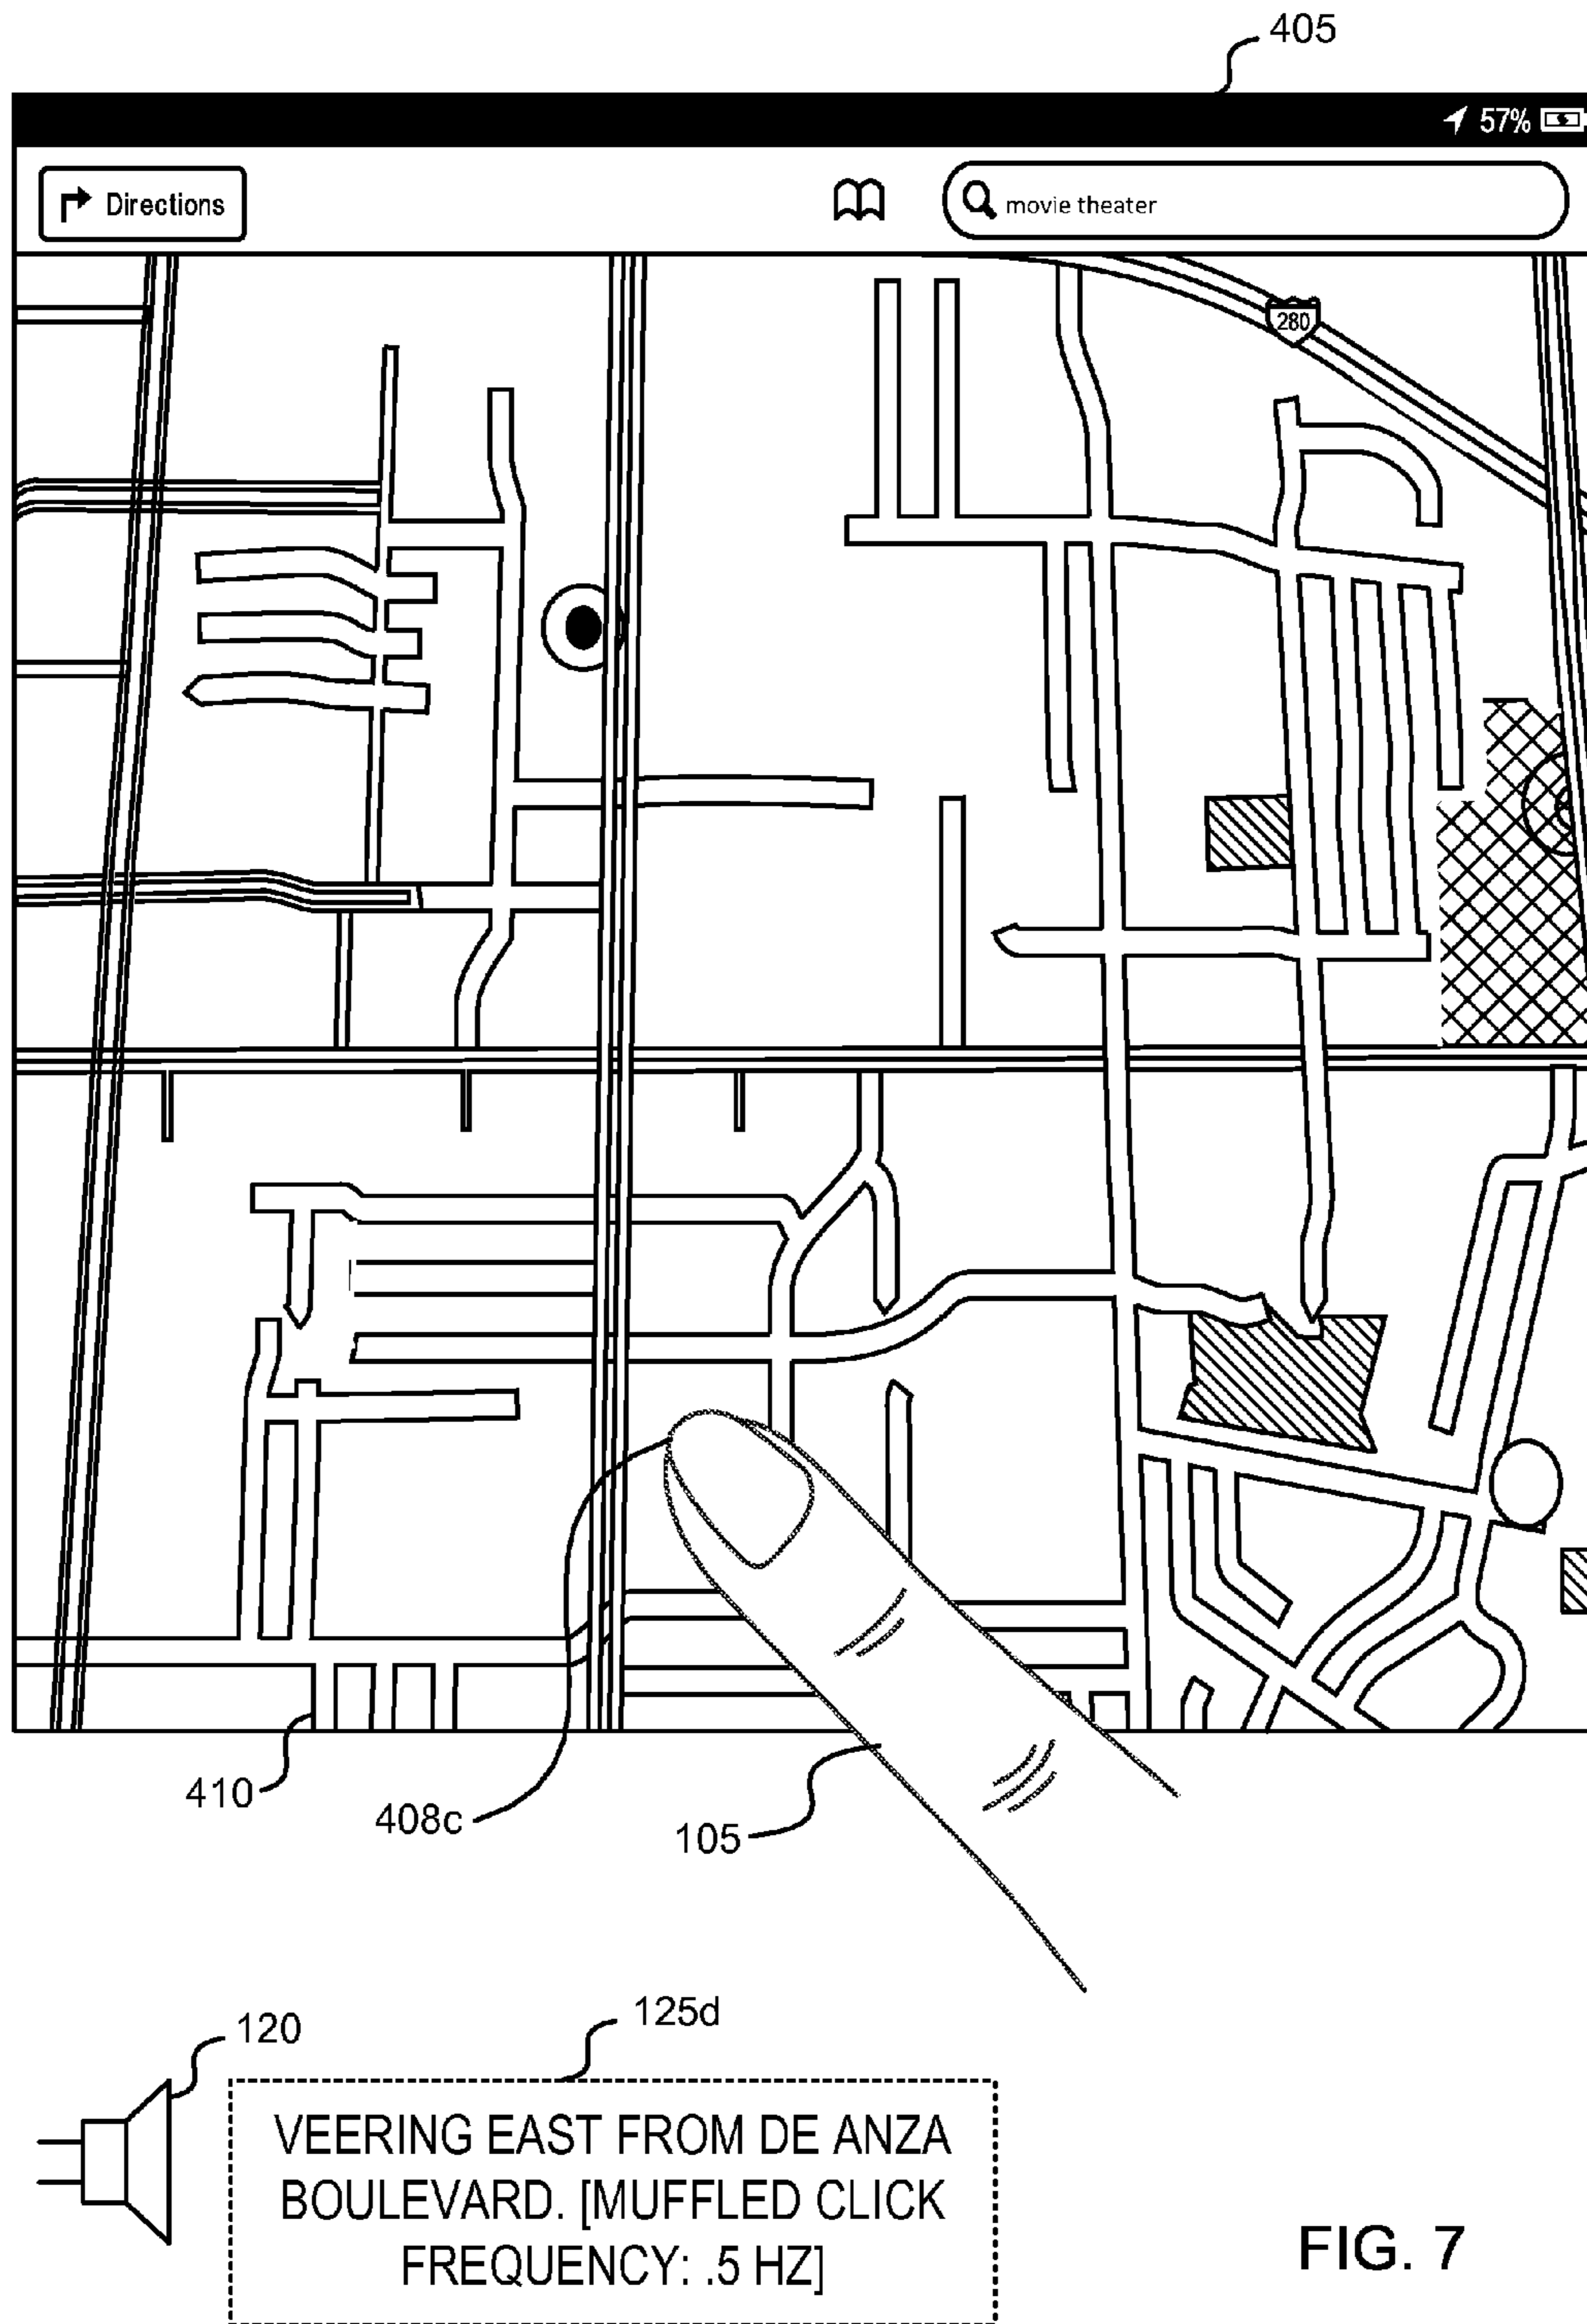 405
57%
Directions
movie theater
280
410
408c
105
120
125d
VEERING EAST FROM DE ANZA
BOULEVARD. [MUFFLED CLICK
FREQUENCY: .5 HZ]
FIG. 7